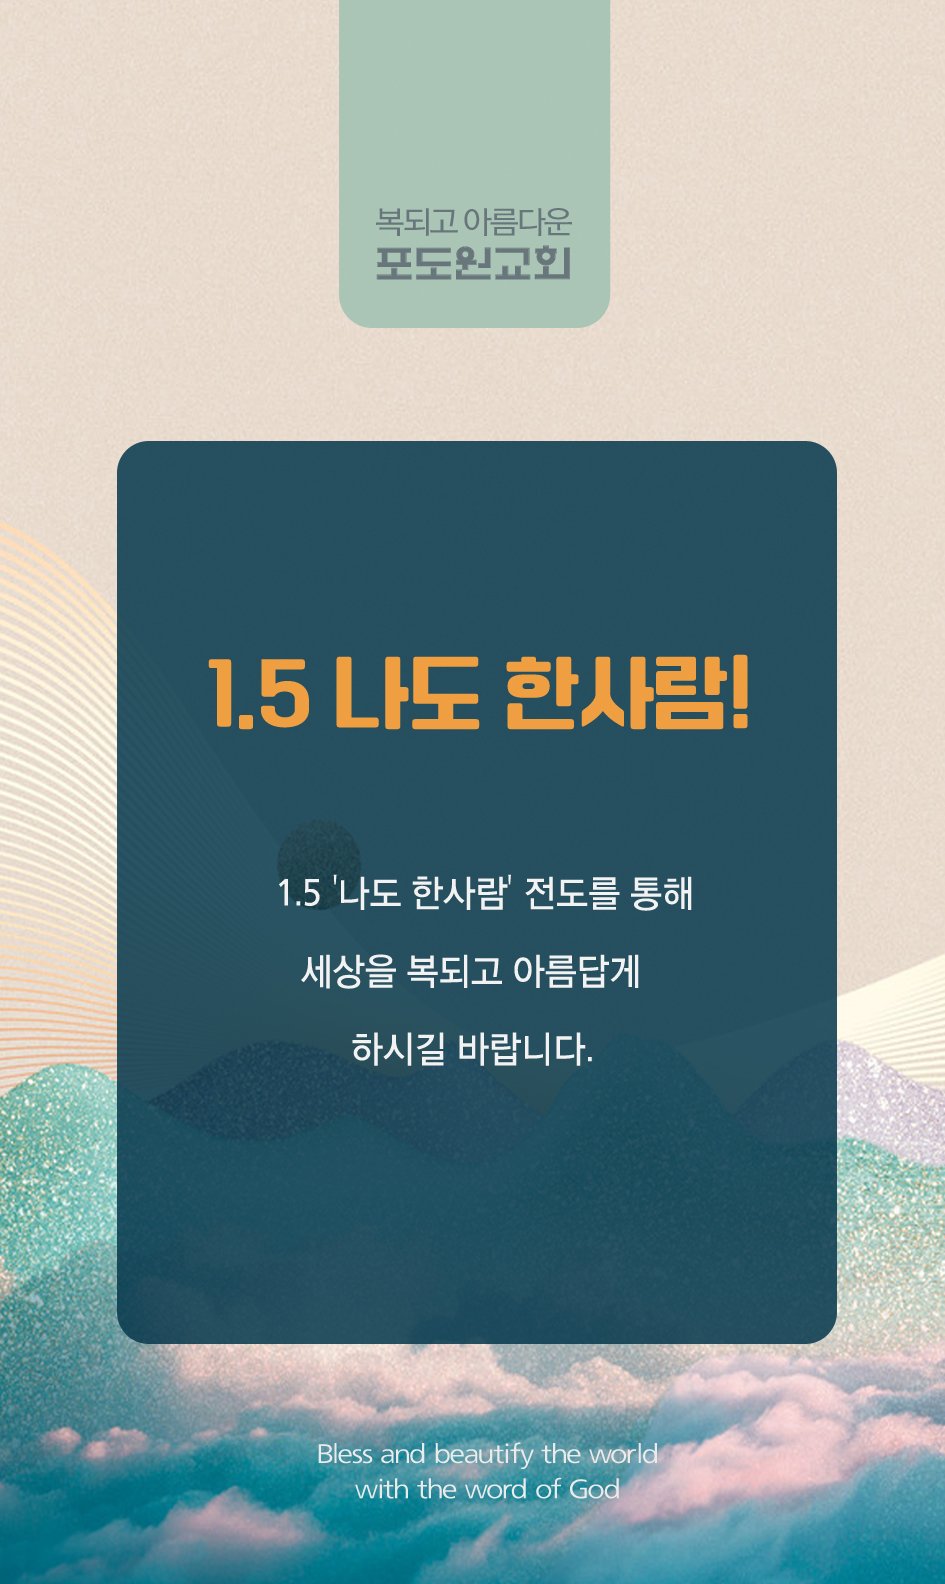 복되고 아름다운
포도원교회
1.5 나도 한사람!
1.5 '나도 한사람' 전도를 통해
세상을 복되고 아름답게
하시길 바랍니다.
Bless and beautify the world
with the word of God